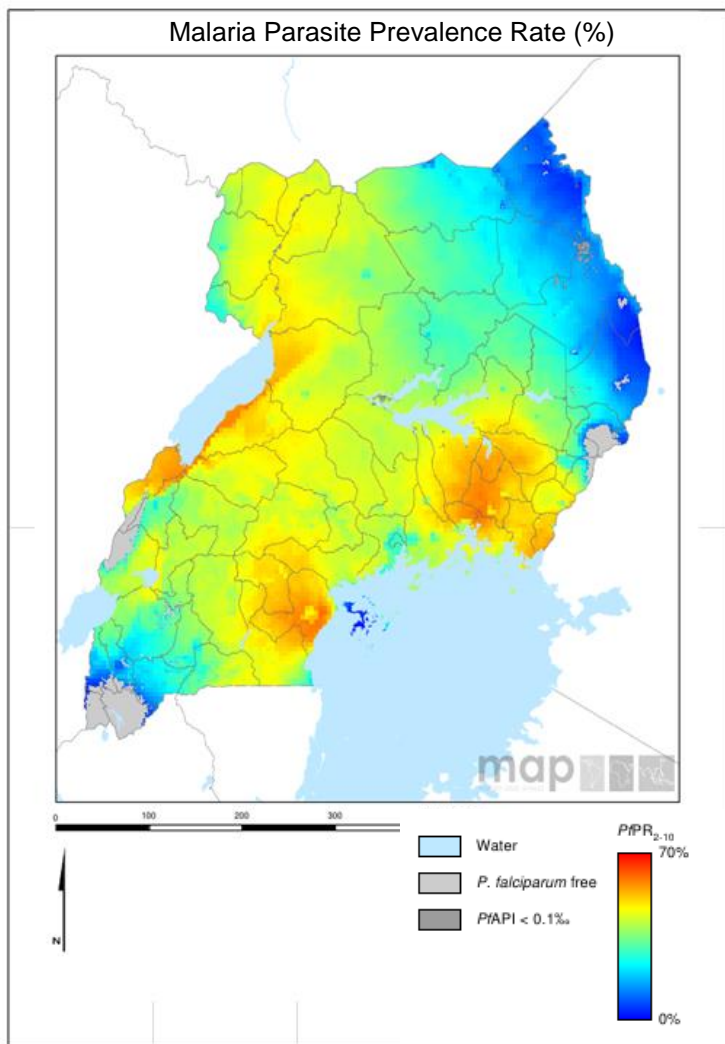 Malaria Parasite Prevalence Rate (%)
map
0 100 200 300
N
Water
P. falciparum free
PfAPI < 0.1‰
PfPR2-10
70%
0%